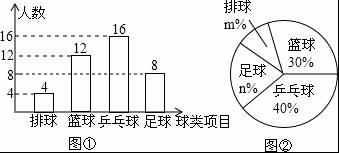 人数
16
12
8
4
4
12
16
8
排球 篮球 乒乓球 足球 球类项目
图①
排球
m%
篮球
30%
足球
n%
乒乓球
40%
图②